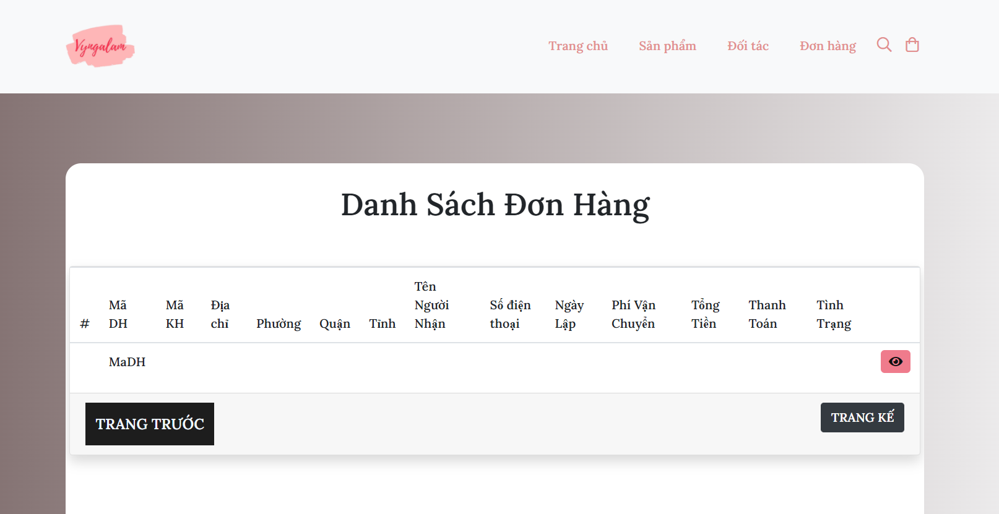 Vyngalam
Trang chủ Sản phẩm Đối tác Đơn hàng
Danh Sách Đơn Hàng
#
Mã
DH
Mã
KH
Địa
chỉ
Phường
Quận
Tỉnh
Tên
Người
Nhận
Số điện
thoại
Ngày
Lập
Phí Vận
Chuyển
Tổng
Tiền
Thanh
Toán
Tình
Trạng
MaDH
TRANG TRƯỚC
TRANG KẾ